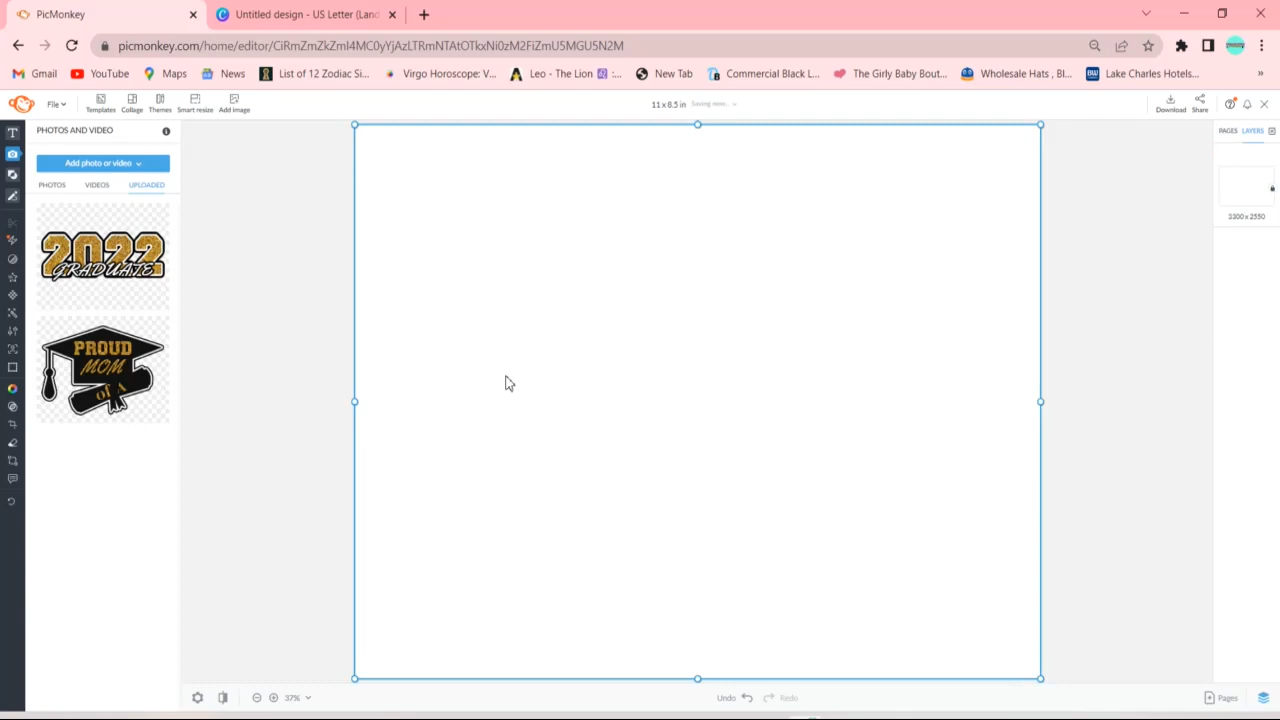 PicMonkey
Untitled design - US Letter (Land
picmonkey.com/home/editor/CiRmZmZkZmI4MC0yYjAzLTRmNTAtOTkxNi0zM2FiZmU5MGU5N2M
Gmail
YouTube
Maps
News
List of 12 Zodiac Si...
Virgo Horoscope: V...
Leo - The Lion ♌ :...
New Tab
Commercial Black L...
The Girly Baby Bout...
Wholesale Hats , Bl...
Lake Charles Hotels...
»
File
Templates
Collage
Themes
Smart resize
Add image
11 x 8.5 in
Saving now...
Download
Share
PHOTOS AND VIDEO
PAGES
LAYERS
Add photo or video
PHOTOS
VIDEOS
UPLOADED
2022
GRADUATE
3300 x 2550
PROUD
MOM
of A
37%
Undo
Redo
Pages